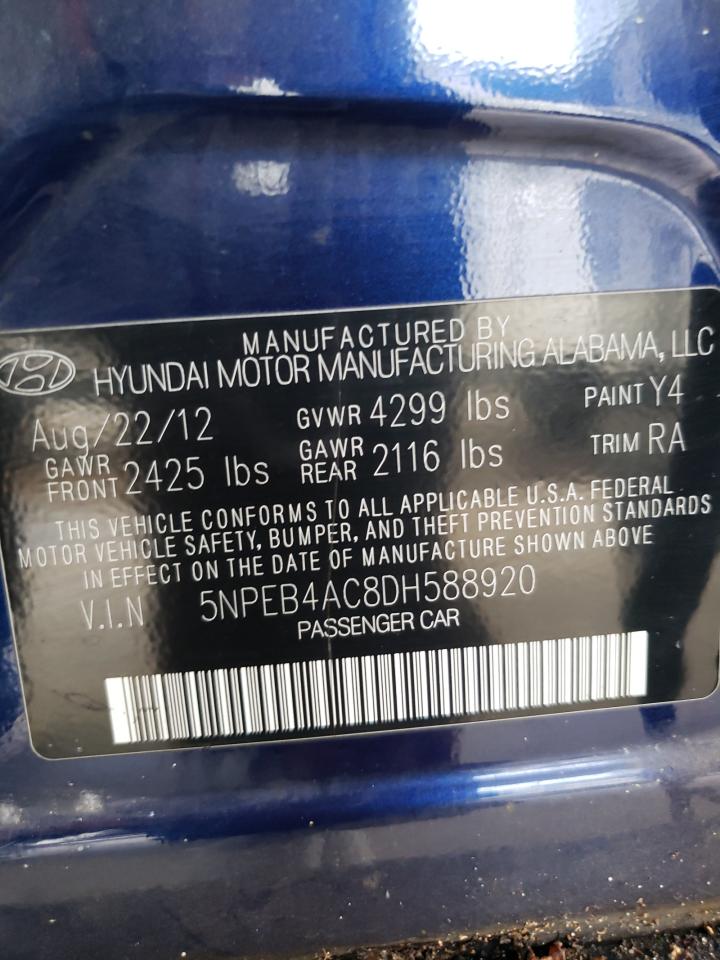 MANUFACTURED BY
HYUNDAI MOTOR MANUFACTURING ALABAMA, LLC
Aug/22/12 GVWR 4299 lbs PAINT Y4
GAWR FRONT 2425 lbs GAWR REAR 2116 lbs TRIM RA
THIS VEHICLE CONFORMS TO ALL APPLICABLE U.S.A. FEDERAL
MOTOR VEHICLE SAFETY, BUMPER, AND THEFT PREVENTION STANDARDS
IN EFFECT ON THE DATE OF MANUFACTURE SHOWN ABOVE
V.I.N 5NPEB4AC8DH588920
PASSENGER CAR